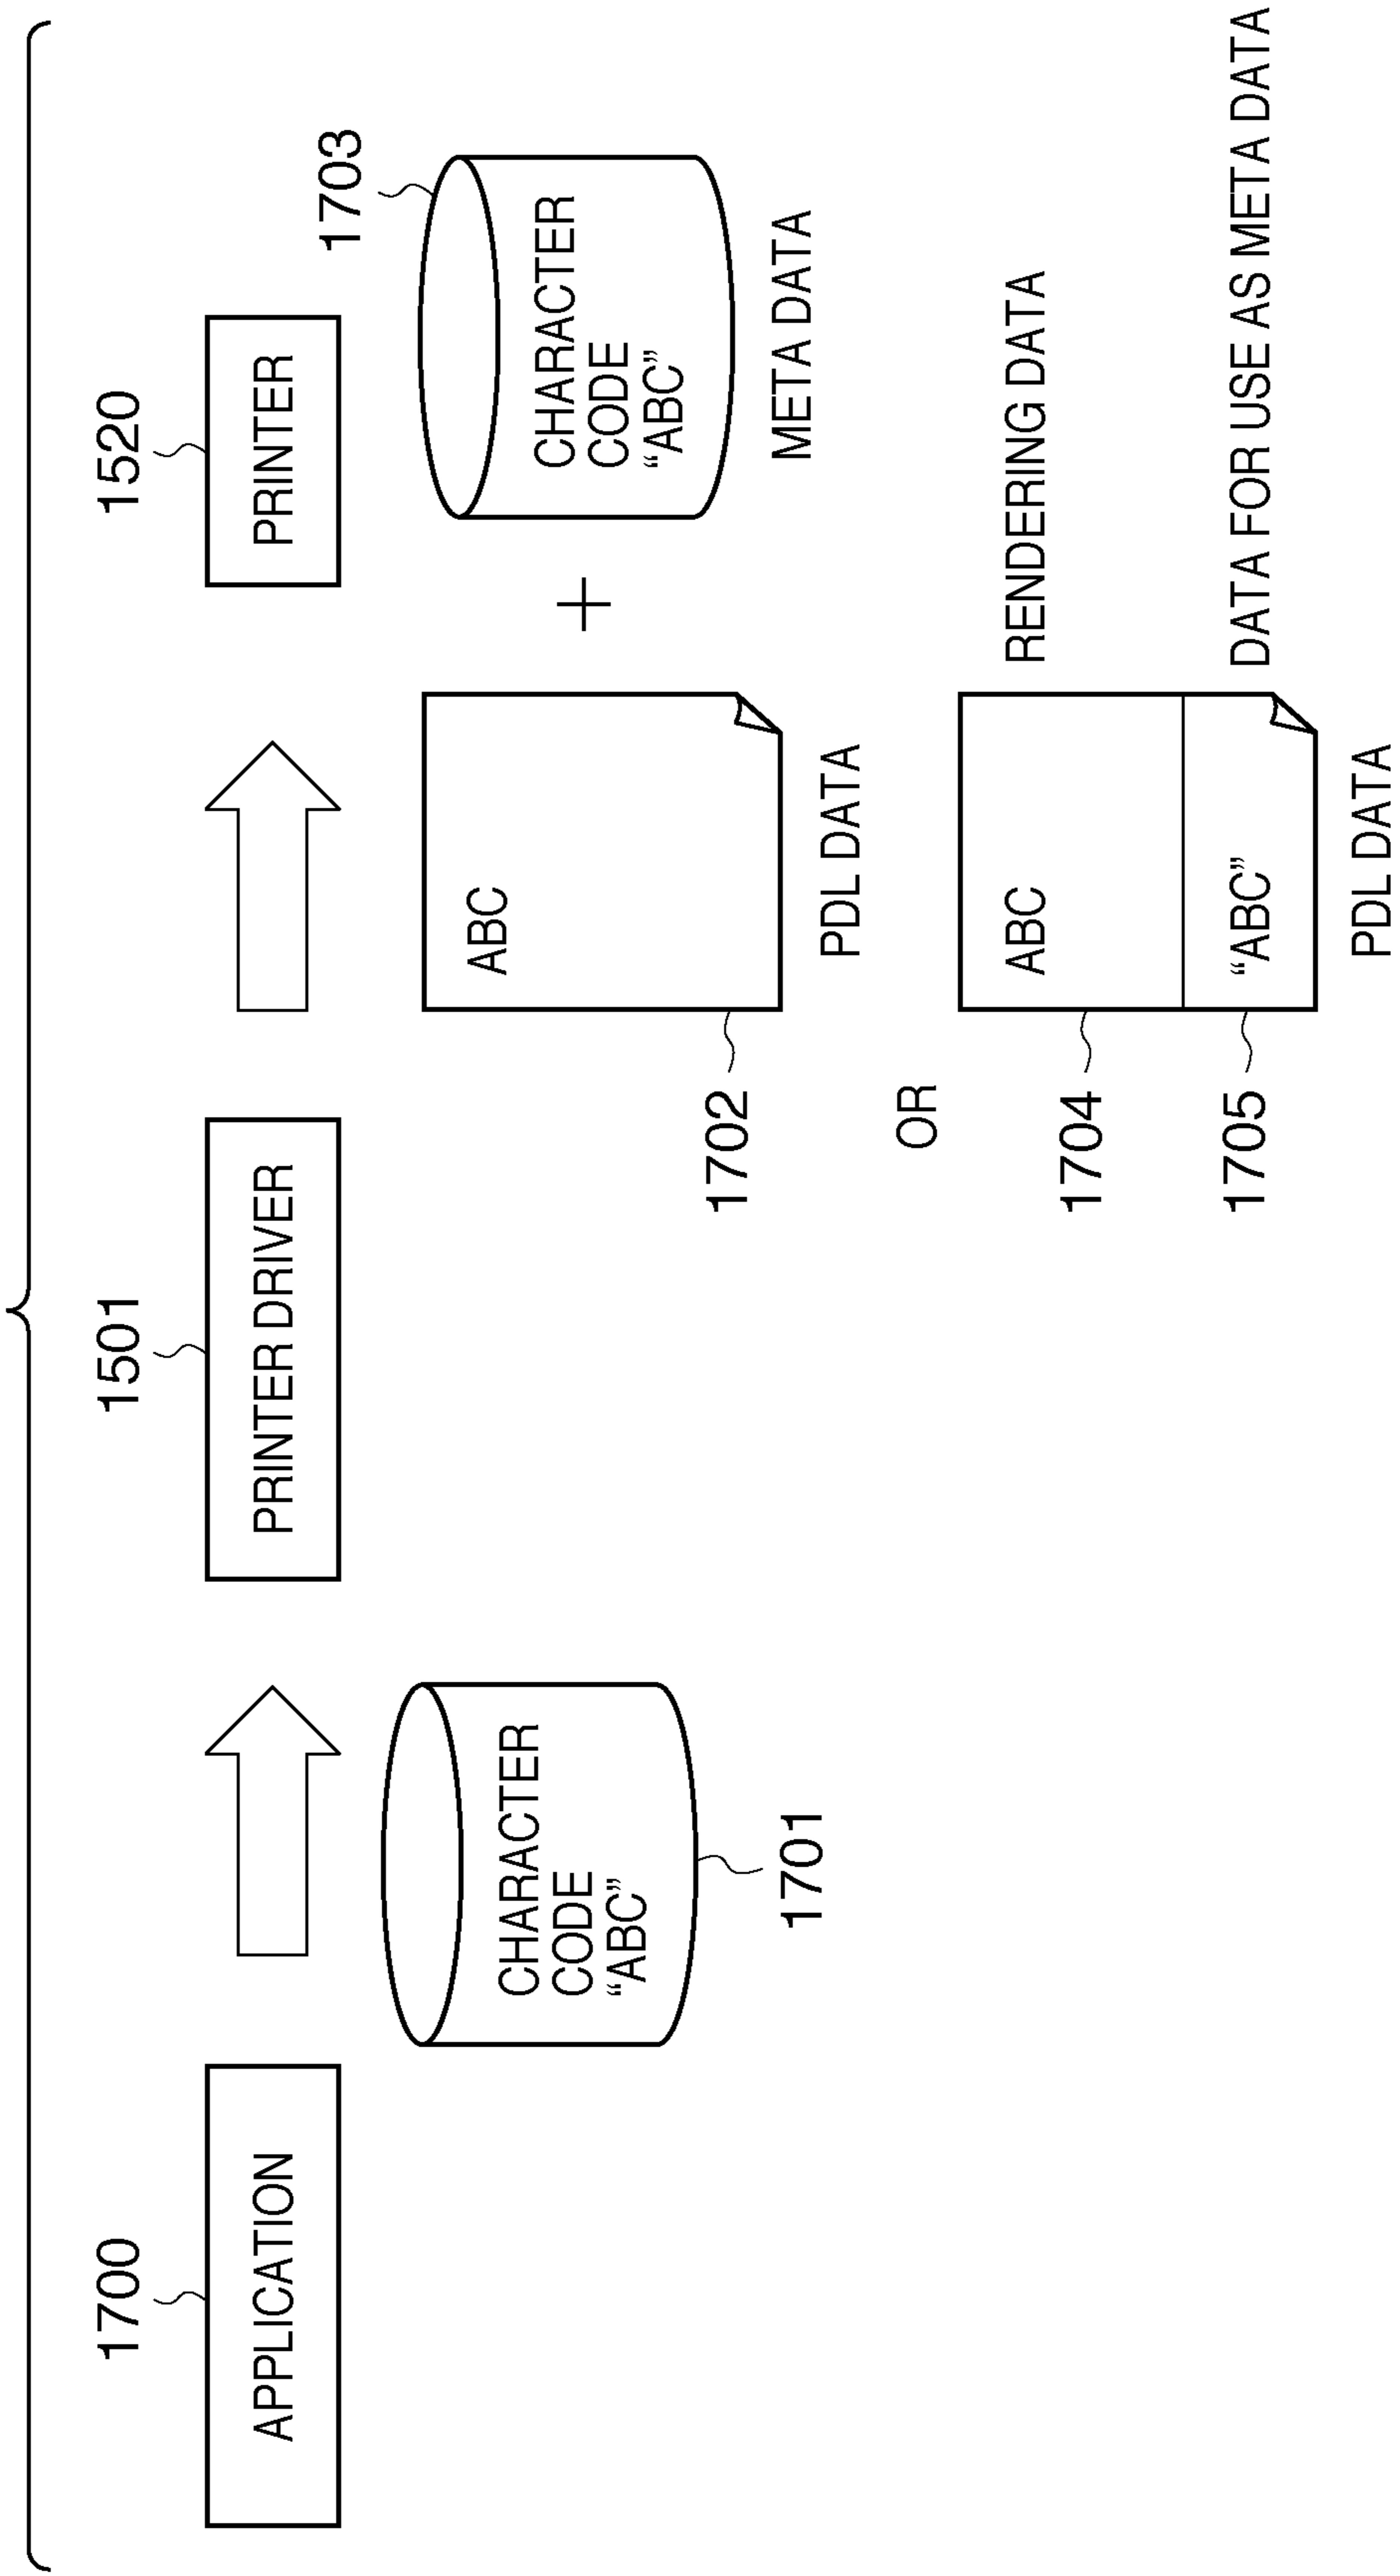 1700
APPLICATION
1501
PRINTER DRIVER
1520
PRINTER
CHARACTER
CODE
“ABC”
1701
ABC
1702
PDL DATA
+
1703
CHARACTER
CODE
“ABC”
META DATA
OR
1704
ABC
RENDERING DATA
1705
“ABC”
DATA FOR USE AS META DATA
PDL DATA